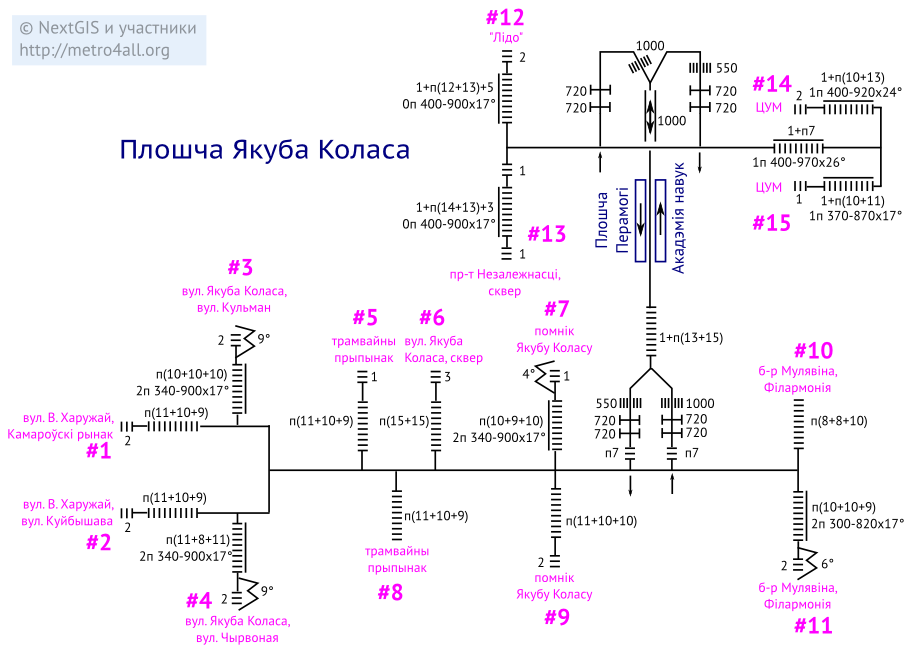 © NextGIS и участники
http://metro4all.org
Плошча Якуба Коласа
#12
"Лідо"
2
1+п(12+13)+5
0п 400-900x17°
1
1+п(14+13)+3
0п 400-900x17°
1
#13
пр-т Незалежнасці,
сквер
1000
550
720
720
720
720
1000
#14
ЦУМ
2
1+п(10+13)
1п 400-920x24°
1+п7
1п 400-970x26°
ЦУМ
1
1+п(10+11)
1п 370-870x17°
#15
Плошча
Перамогі
Акадэмія навук
1+п(13+15)
550
1000
720
720
720
720
п7
п7
#3
вул. Якуба Коласа,
вул. Кульман
2
9°
п(10+10+10)
2п 340-900x17°
вул. В. Харужай,
Камароўскі рынак
#1
2
п(11+10+9)
вул. В. Харужай,
вул. Куйбышава
#2
2
п(11+10+9)
п(11+8+11)
2п 340-900x17°
2
9°
#4
вул. Якуба Коласа,
вул. Чырвоная
#5
трамвайны
прыпынак
1
п(11+10+9)
#6
вул. Якуба
Коласа, сквер
3
п(15+15)
#7
помнік
Якубу Коласу
4°
1
п(10+9+10)
2п 340-900x17°
п(11+10+9)
трамвайны
прыпынак
#8
п(11+10+10)
2
помнік
Якубу Коласу
#9
#10
б-р Мулявіна,
Філармонія
п(8+8+10)
п(10+10+9)
2п 300-820x17°
2
6°
б-р Мулявіна,
Філармонія
#11